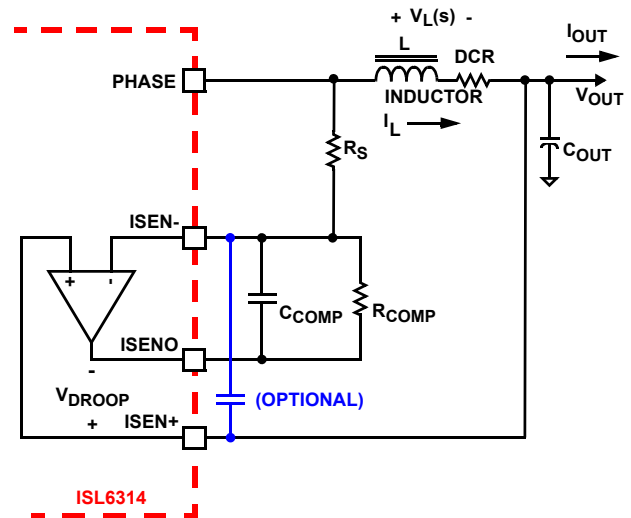 + VL(s) -
L
DCR
IOUT
PHASE
INDUCTOR
VOUT
IL
RS
COUT
ISEN-
+ -
CCOMP
RCOMP
ISENO
-
VDROOP
+
(OPTIONAL)
ISEN+
ISL6314